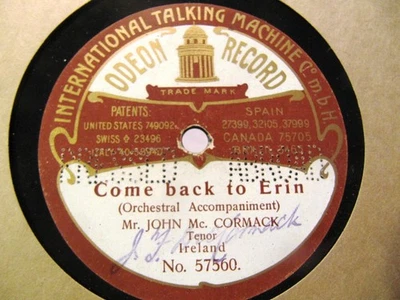 INTERNATIONAL TALKING MACHINE Co. m.b.H.
ODEON RECORD
TRADE MARK
PATENTS:
UNITED STATES 749092
SWISS 23496
SPAIN
27399, 32105, 37999
CANADA 75705
Come back to Erin
(Orchestral Accompaniment)
Mr. JOHN Mc. CORMACK
Tenor
Ireland
No. 57560.